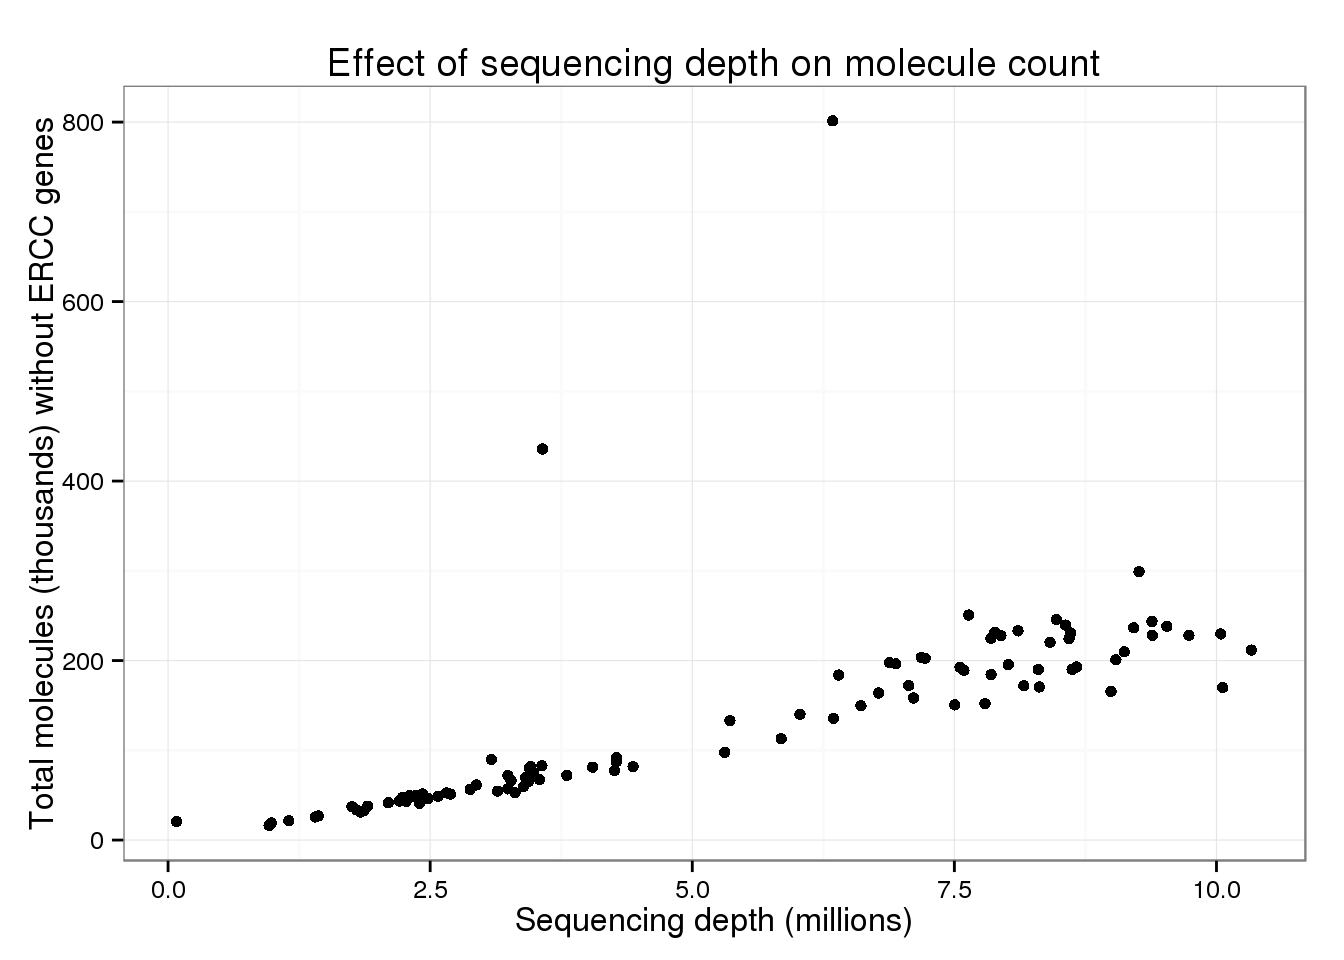 Effect of sequencing depth on molecule count
Total molecules (thousands) without ERCC genes
800
600
400
200
0
0.0 2.5 5.0 7.5 10.0
Sequencing depth (millions)